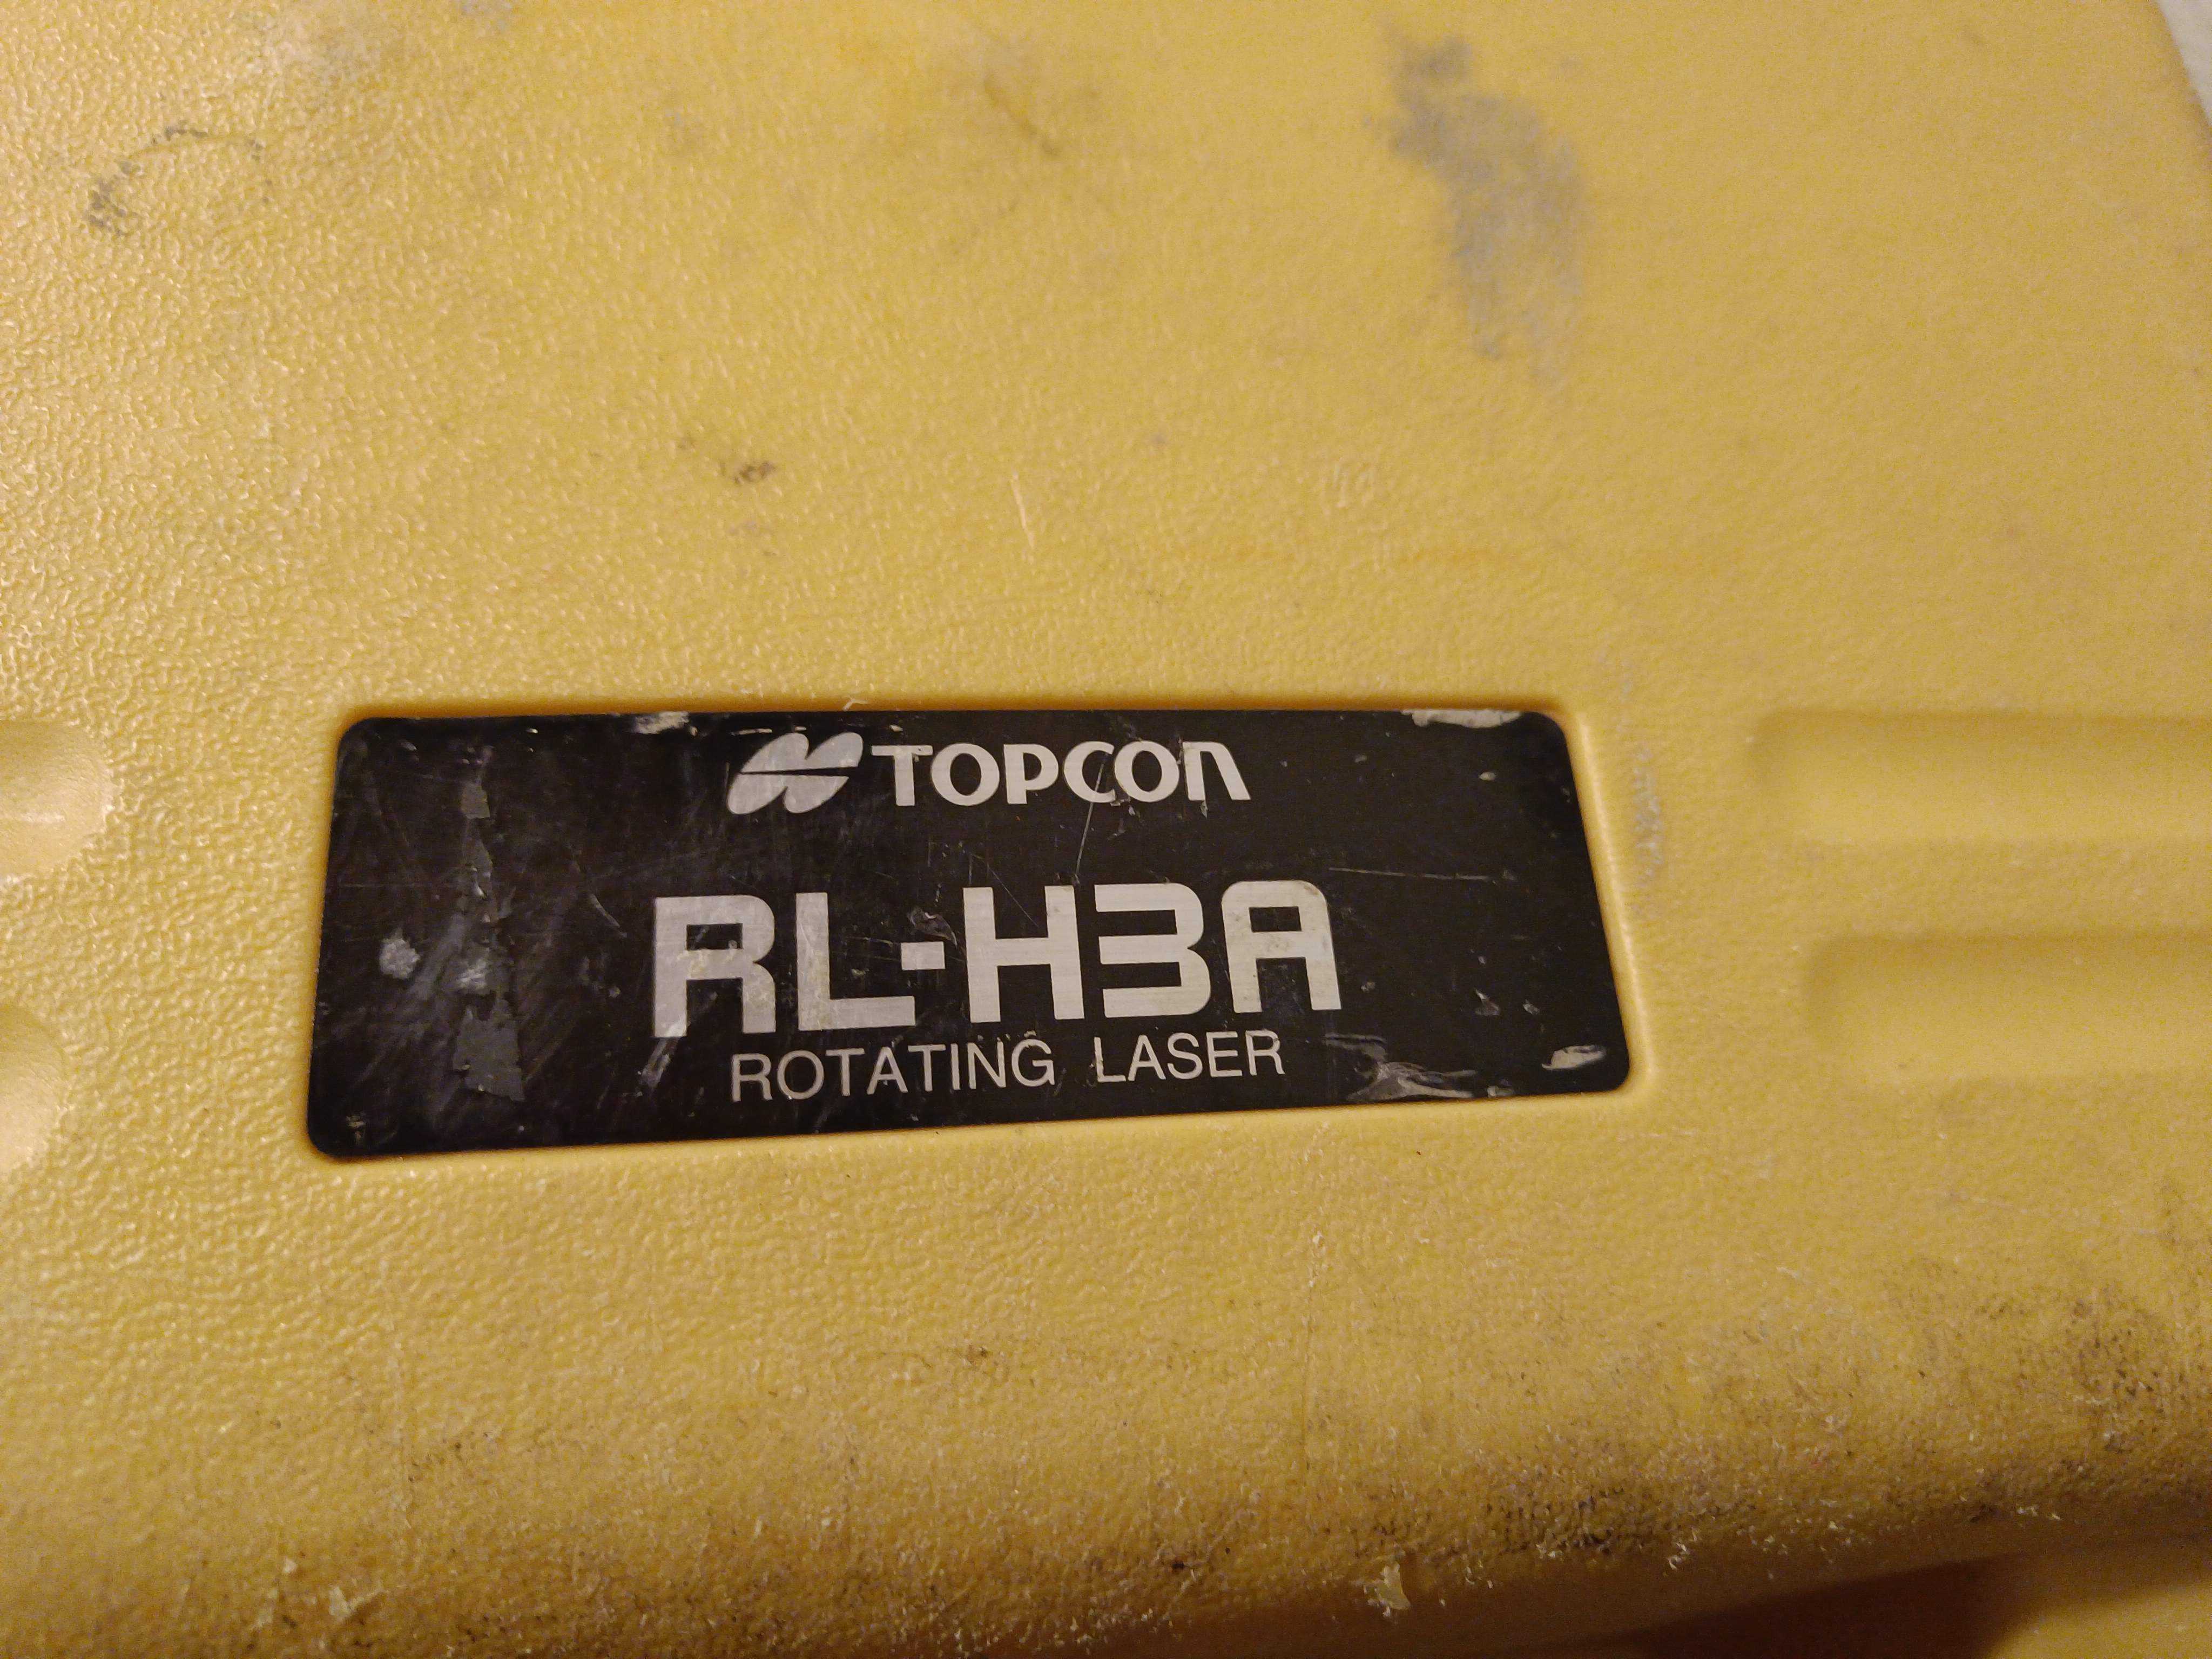 TOPCON
RL-H3A
ROTATING LASER